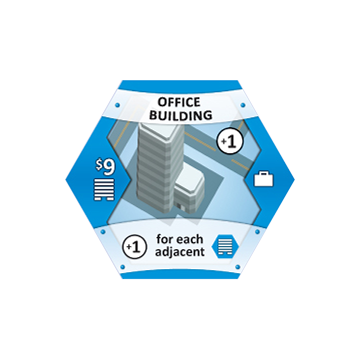 OFFICE
BUILDING
+1
$9
+1 for each
adjacent